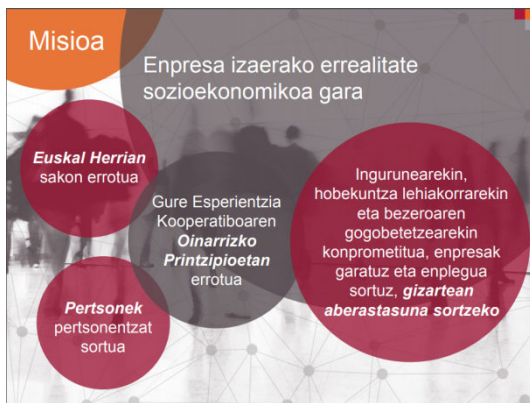 Misioa
Enpresa izaerako errealitate
sozioekonomikoa gara
Euskal Herrian
sakon errotua
Gure Esperientzia
Kooperatiboaren
Oinarrizko
Printzipioetan
errotua
Pertsonek
pertsonentzat
sortua
Ingurunearekin,
hobekuntza lehiakorrarekin
eta bezeroaren
gogobetetzearekin
konprometitua, enpresak
garatuz eta enplegua
sortuz, gizartean
aberastasuna sortzeko